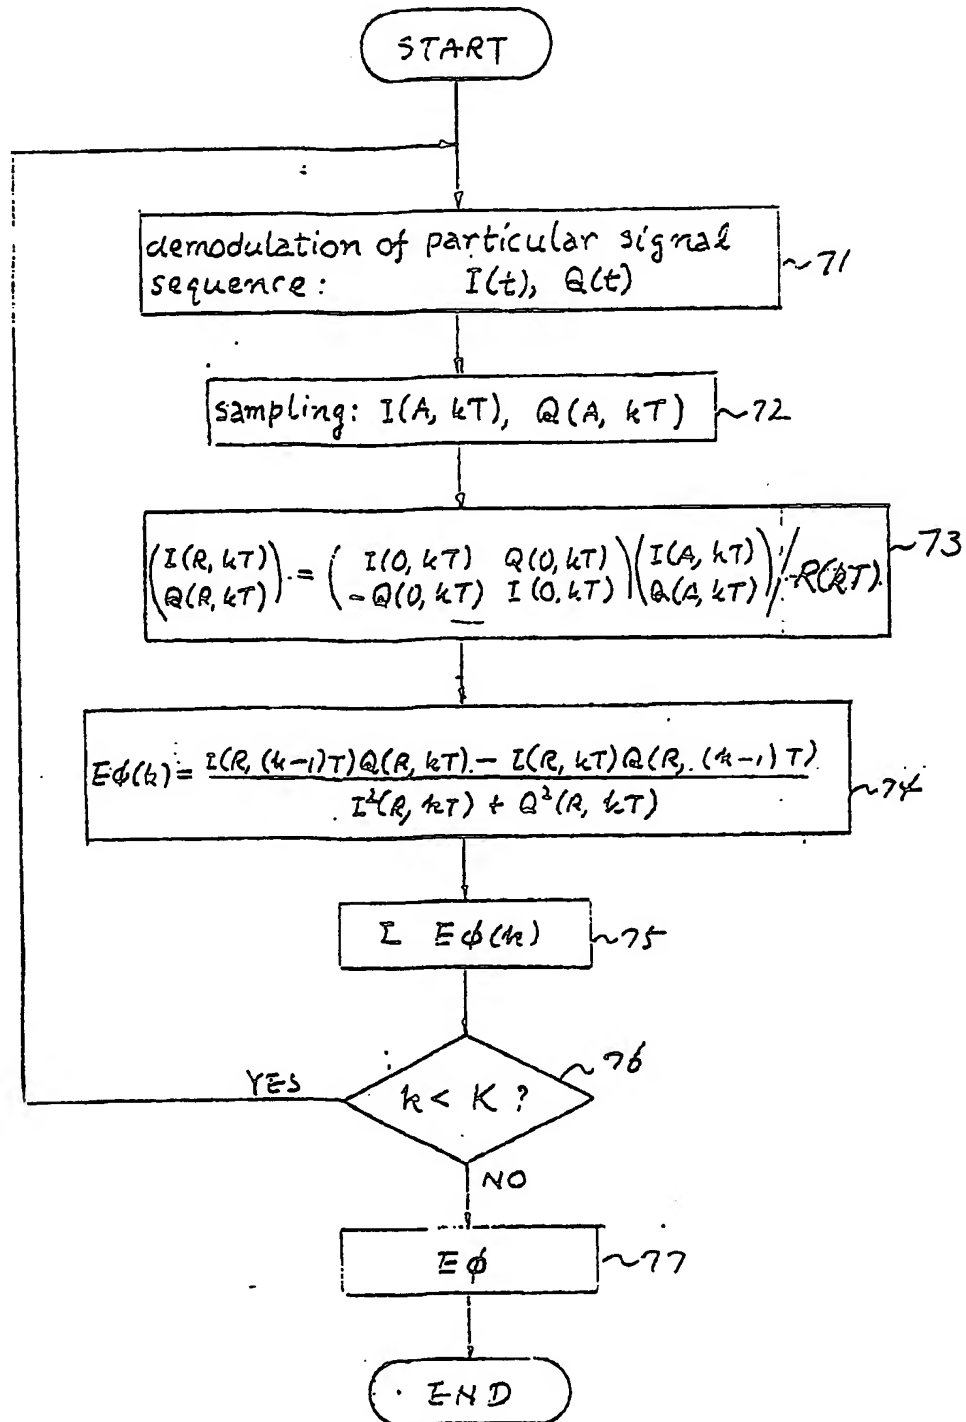 START
demodulation of particular signal
sequence: I(t), Q(t)
~71
sampling: I(A, kT), Q(A, kT)
~72
(I(R, kT) Q(R, kT)) = (I(0, kT) Q(0, kT) -Q(0, kT) I(0, kT)) (I(A, kT) Q(A, kT)) / R(kT)
~73
Eφ(k) = I(R, (k-1)T)Q(R, kT) - I(R, kT)Q(R, (k-1)T)
I²(R, kT) + Q²(R, kT)
~74
Σ Eφ(k)
~75
k < K ?
~76
YES
NO
Eφ
~77
END